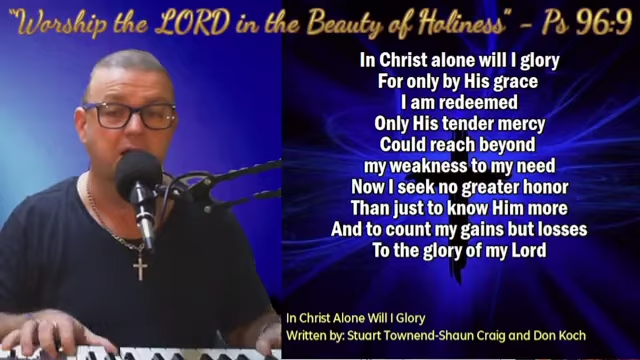 "Worship the LORD in the Beauty of Holiness" - Ps 96:9
In Christ alone will I glory
For only by His grace
I am redeemed
Only His tender mercy
Could reach beyond
my weakness to my need
Now I seek no greater honor
Than just to know Him more
And to count my gains but losses
To the glory of my Lord
In Christ Alone Will I Glory
Written by: Stuart Townend-Shaun Craig and Don Koch